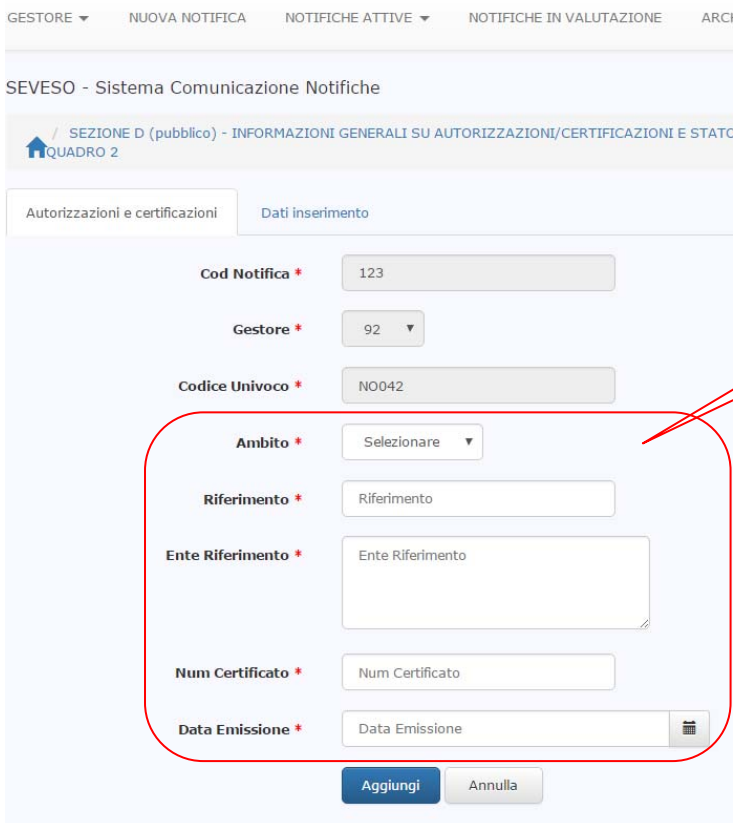 GESTORE NUOVA NOTIFICA NOTIFICHE ATTIVE NOTIFICHE IN VALUTAZIONE ARCH
SEVESO - Sistema Comunicazione Notifiche
/ SEZIONE D (pubblico) - INFORMAZIONI GENERALI SU AUTORIZZAZIONI/CERTIFICAZIONI E STATO
QUADRO 2
Autorizzazioni e certificazioni Dati inserimento
Cod Notifica * 123
Gestore * 92
Codice Univoco * NO042
Ambito * Selezionare
Riferimento * Riferimento
Ente Riferimento * Ente Riferimento
Num Certificato * Num Certificato
Data Emissione * Data Emissione
Aggiungi Annulla